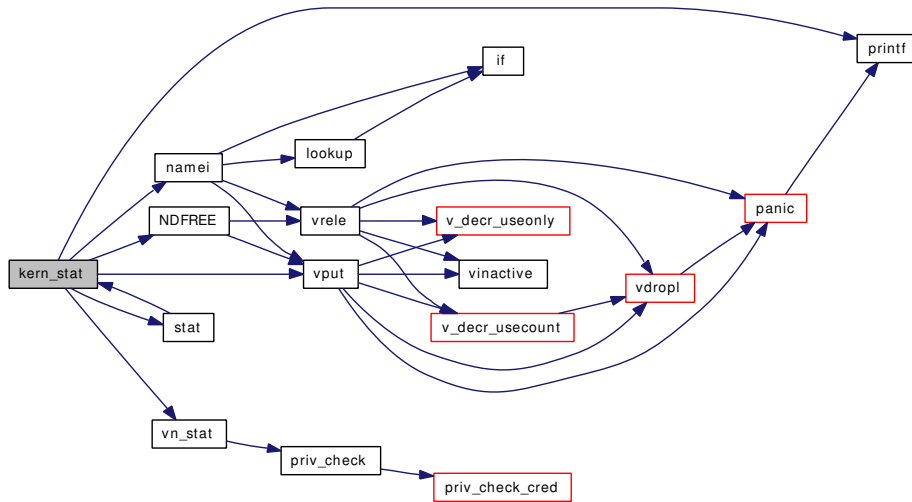 printf
if
lookup
namei
panic
NDFREE
vrele
v_decr_useonly
kern_stat
vput
vinactive
vdropl
stat
v_decr_usecount
vn_stat
priv_check
priv_check_cred